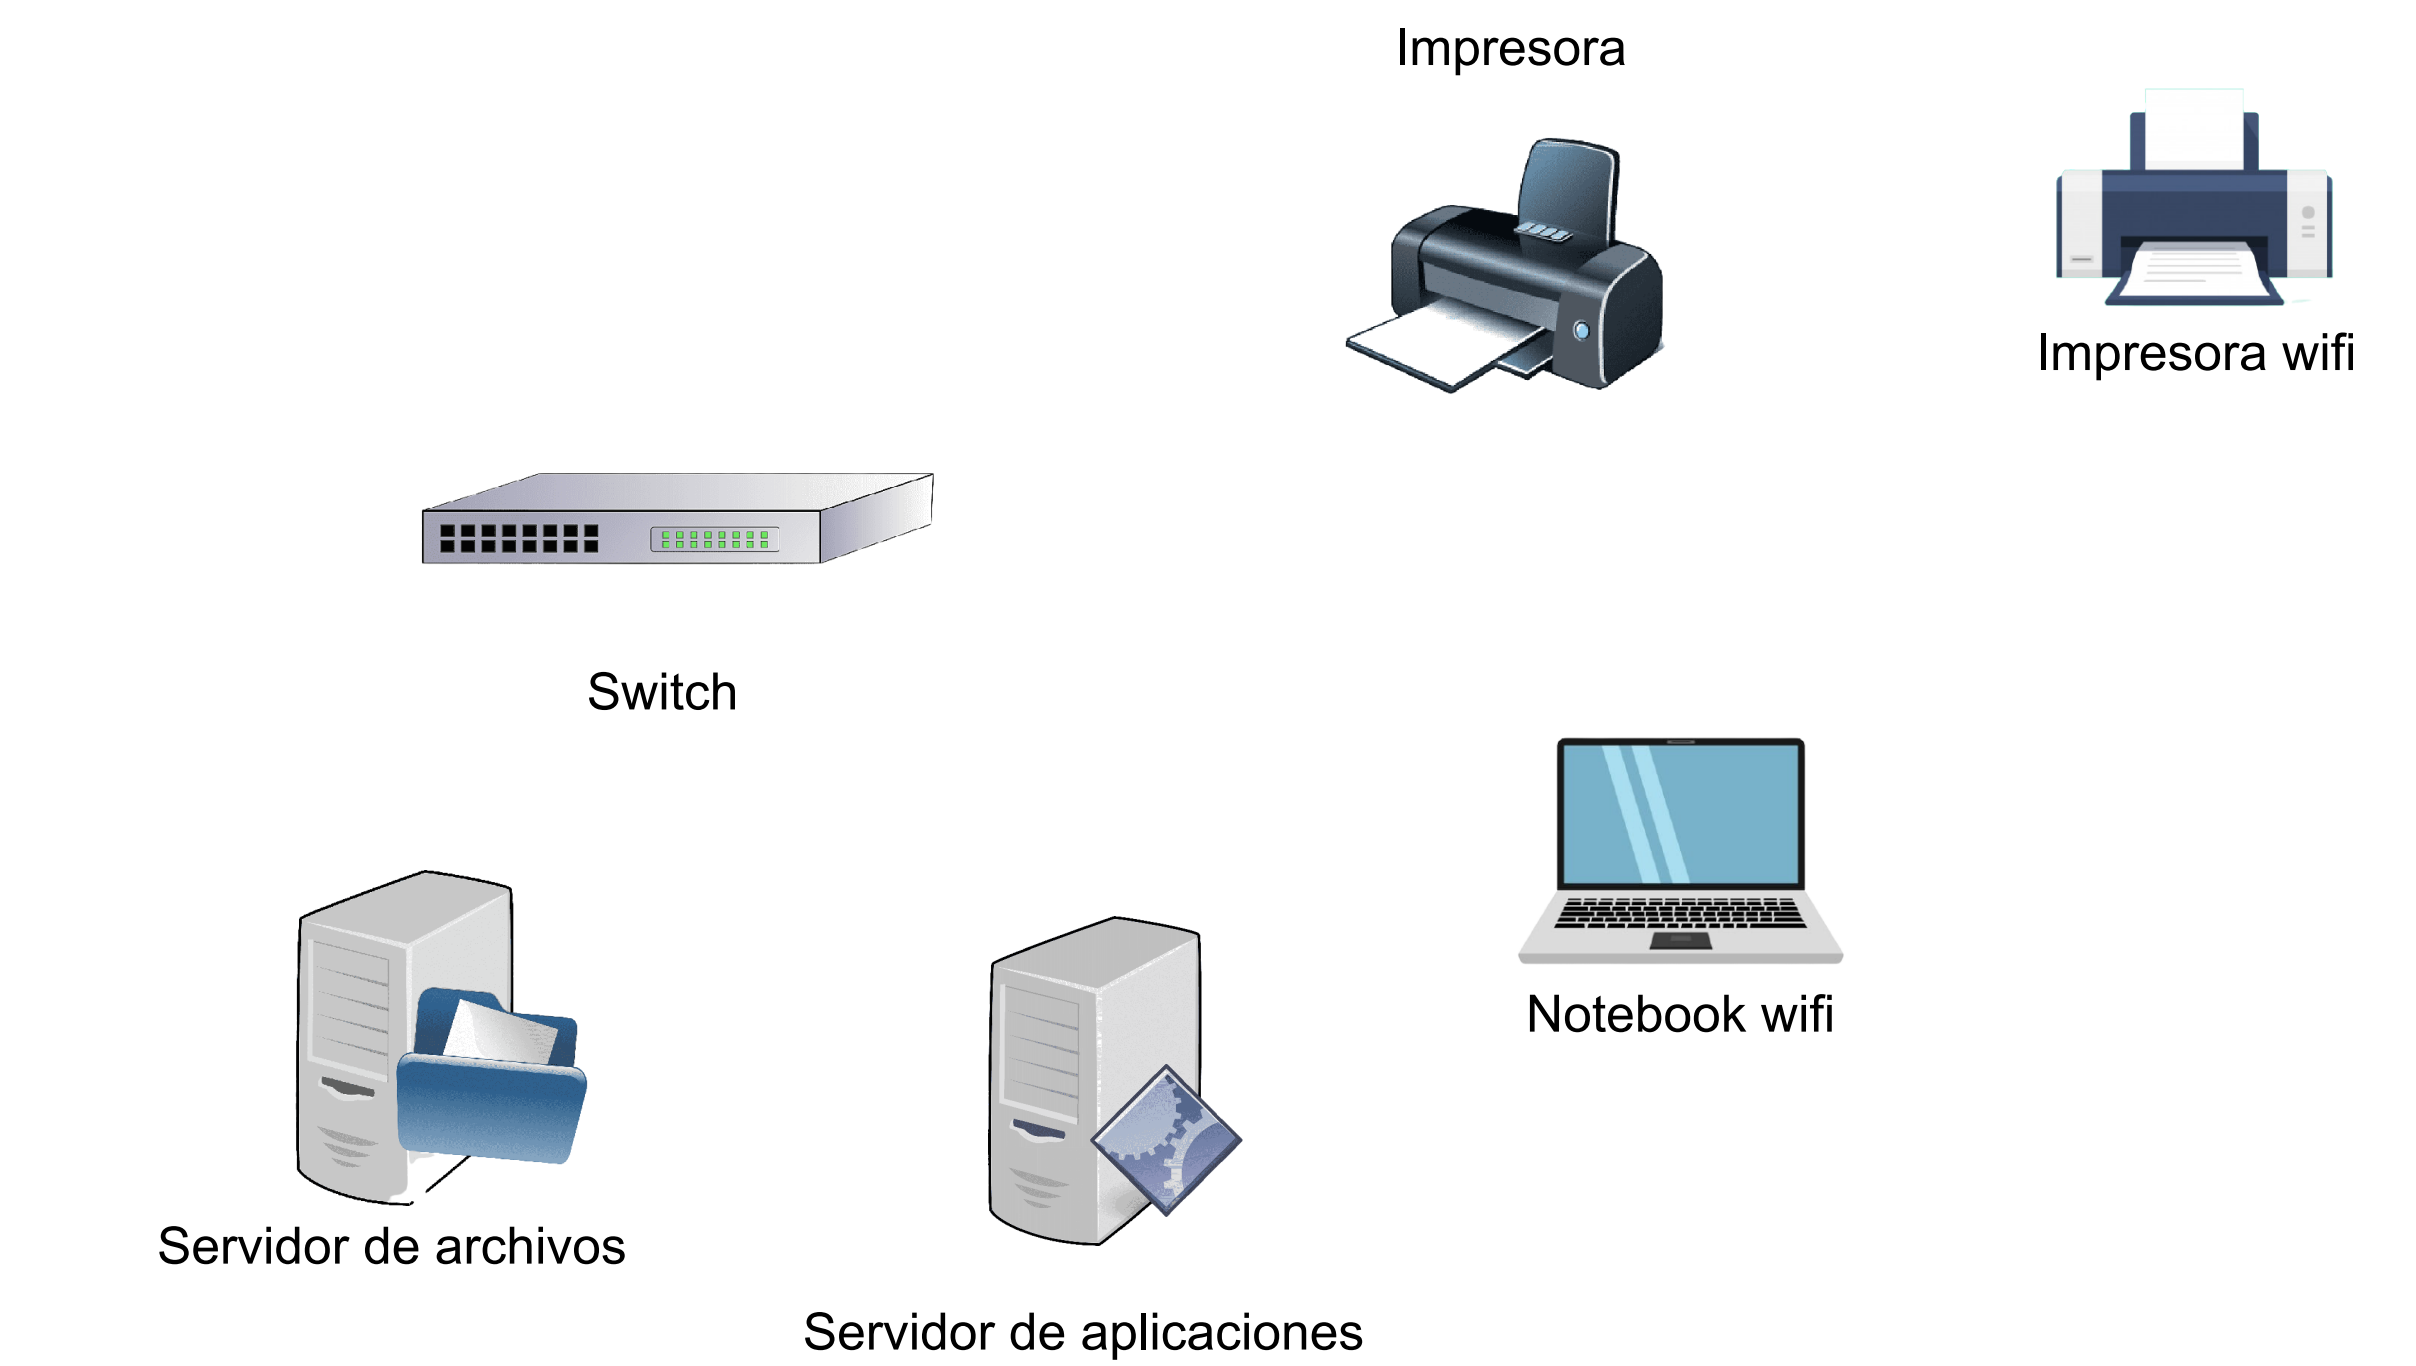 Impresora
Impresora wifi
Switch
Notebook wifi
Servidor de archivos
Servidor de aplicaciones